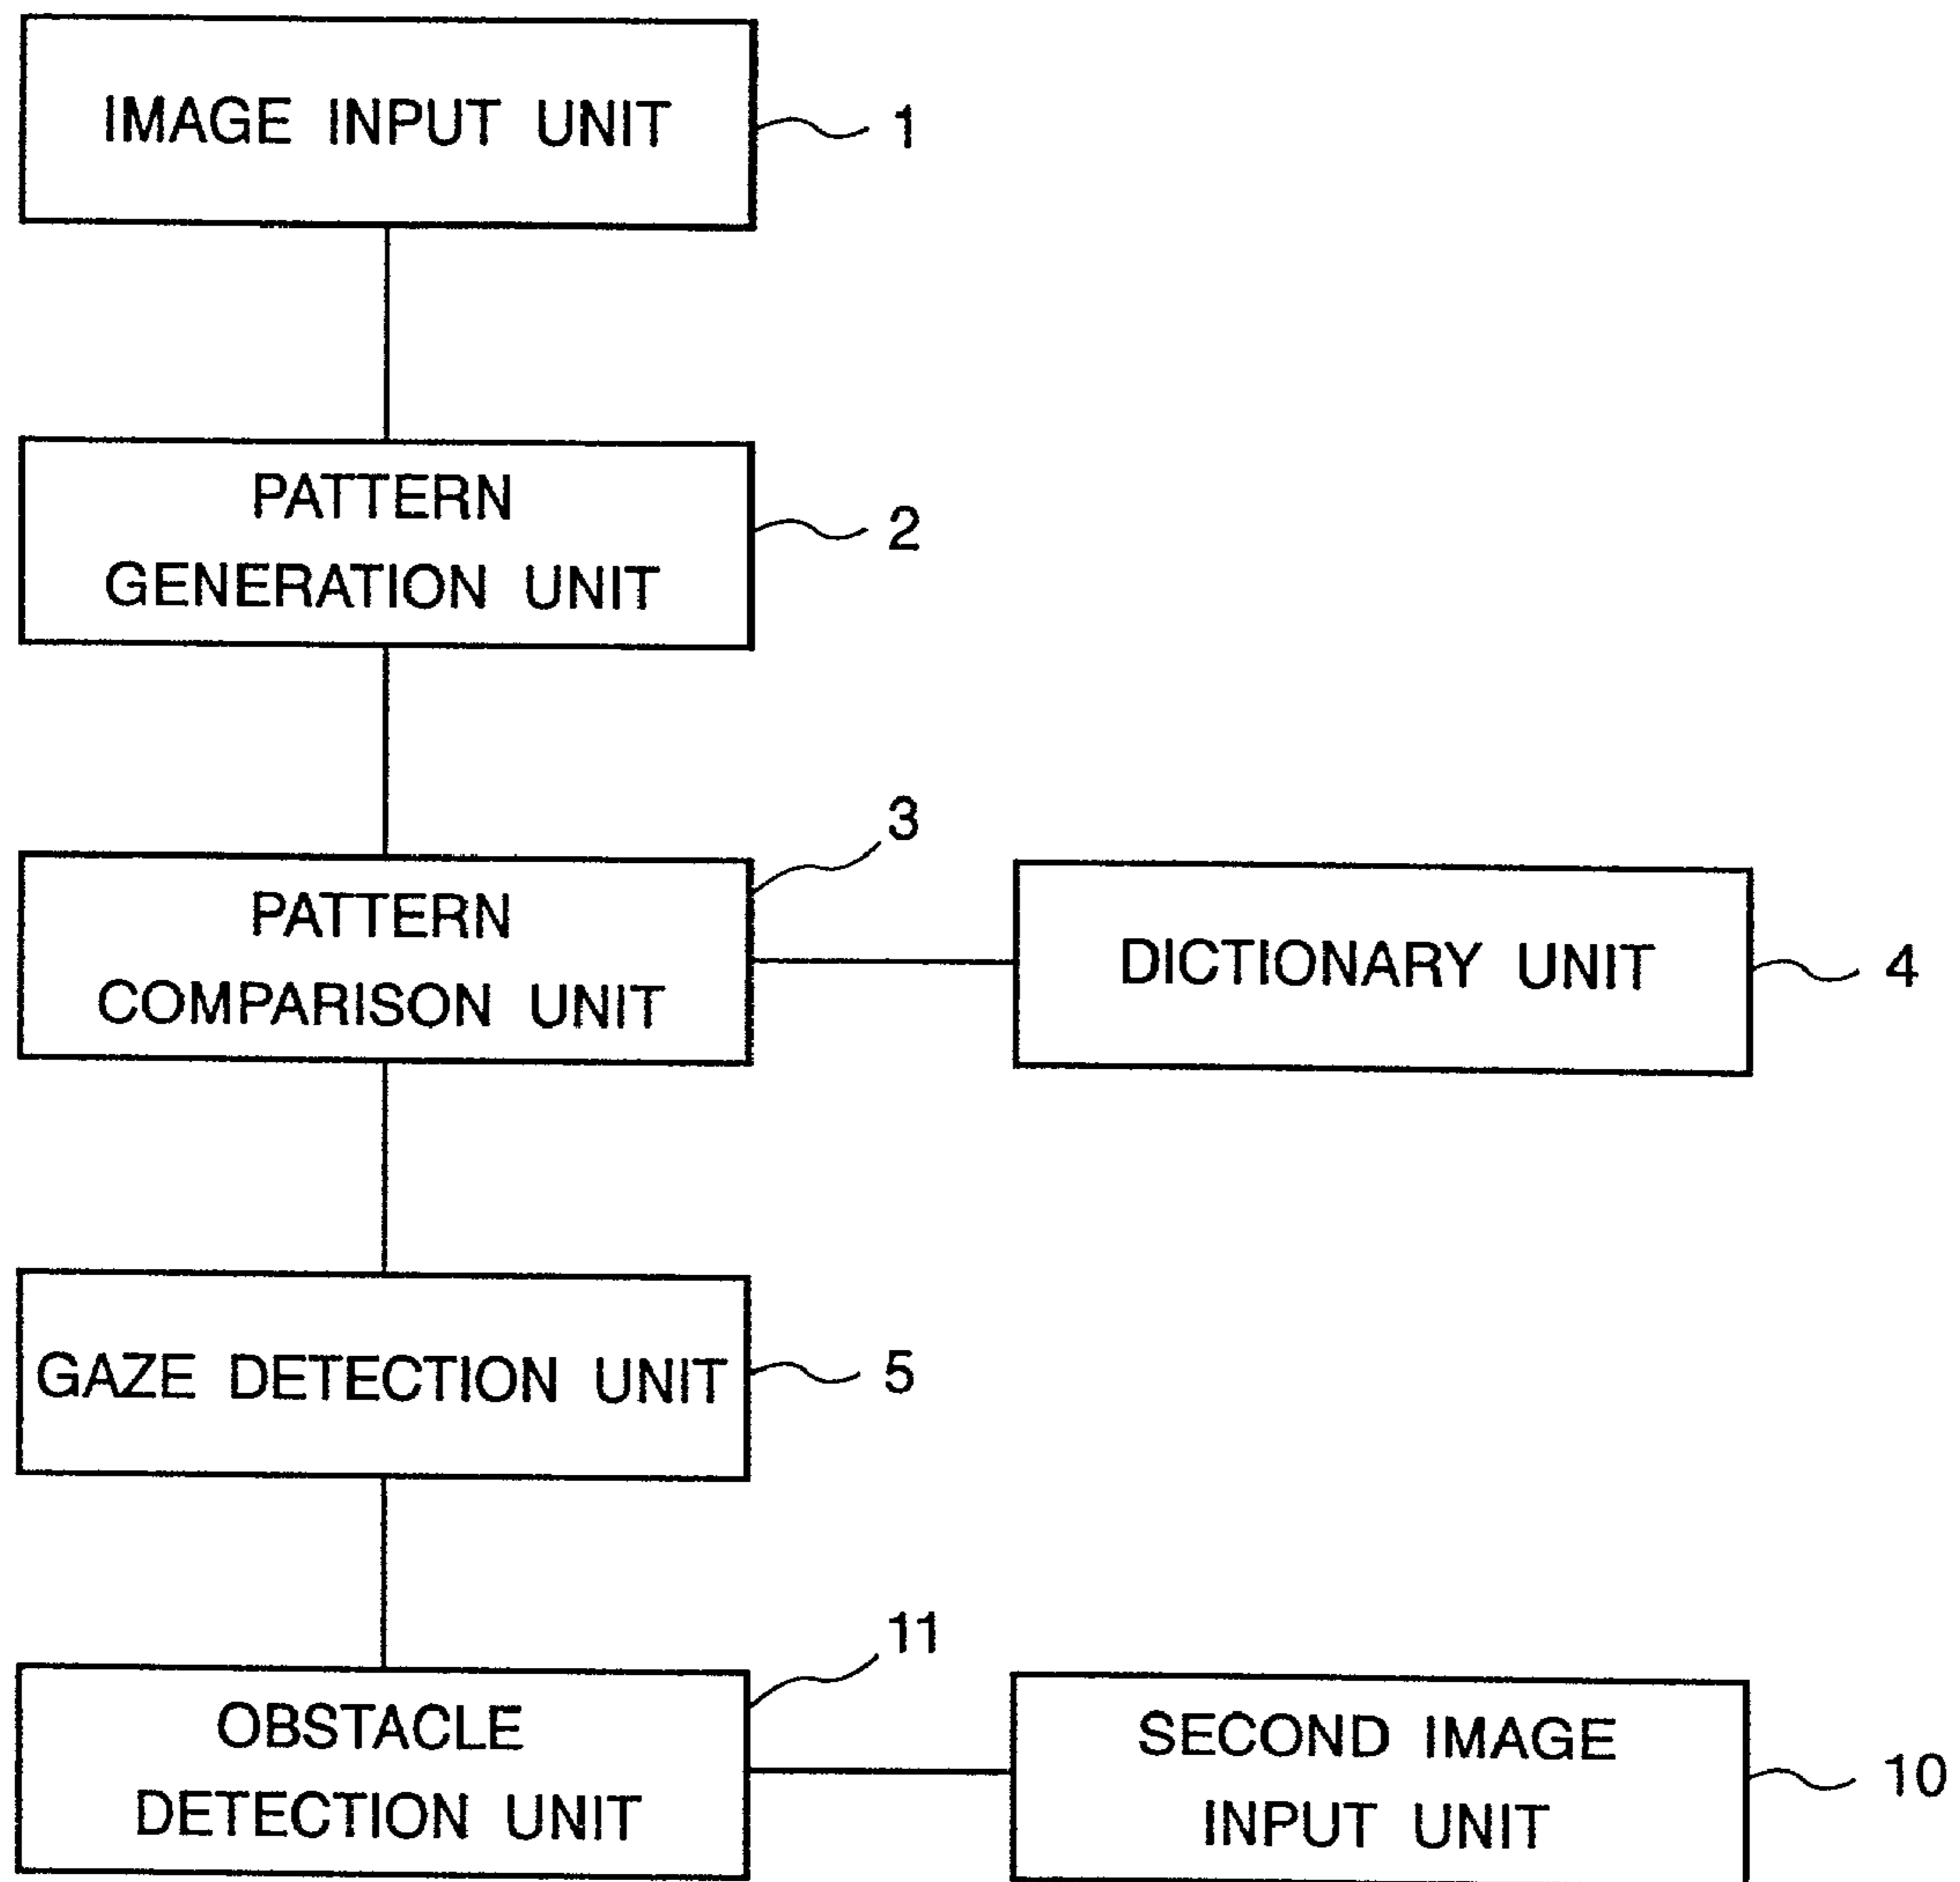 IMAGE INPUT UNIT
1
PATTERN
GENERATION UNIT
2
3
PATTERN
COMPARISON UNIT
DICTIONARY UNIT
4
GAZE DETECTION UNIT
5
11
OBSTACLE
DETECTION UNIT
SECOND IMAGE
INPUT UNIT
10